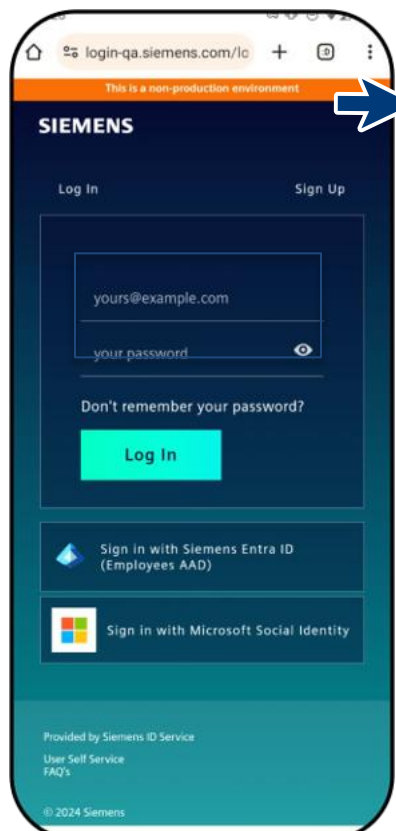 login-qa.siemens.com/lo
This is a non-production environment
SIEMENS
Log In
Sign Up
yours@example.com
your password
Don't remember your password?
Log In
Sign in with Siemens Entra ID
(Employees AAD)
Sign in with Microsoft Social Identity
Provided by Siemens ID Service
User Self Service
FAQ's
© 2024 Siemens